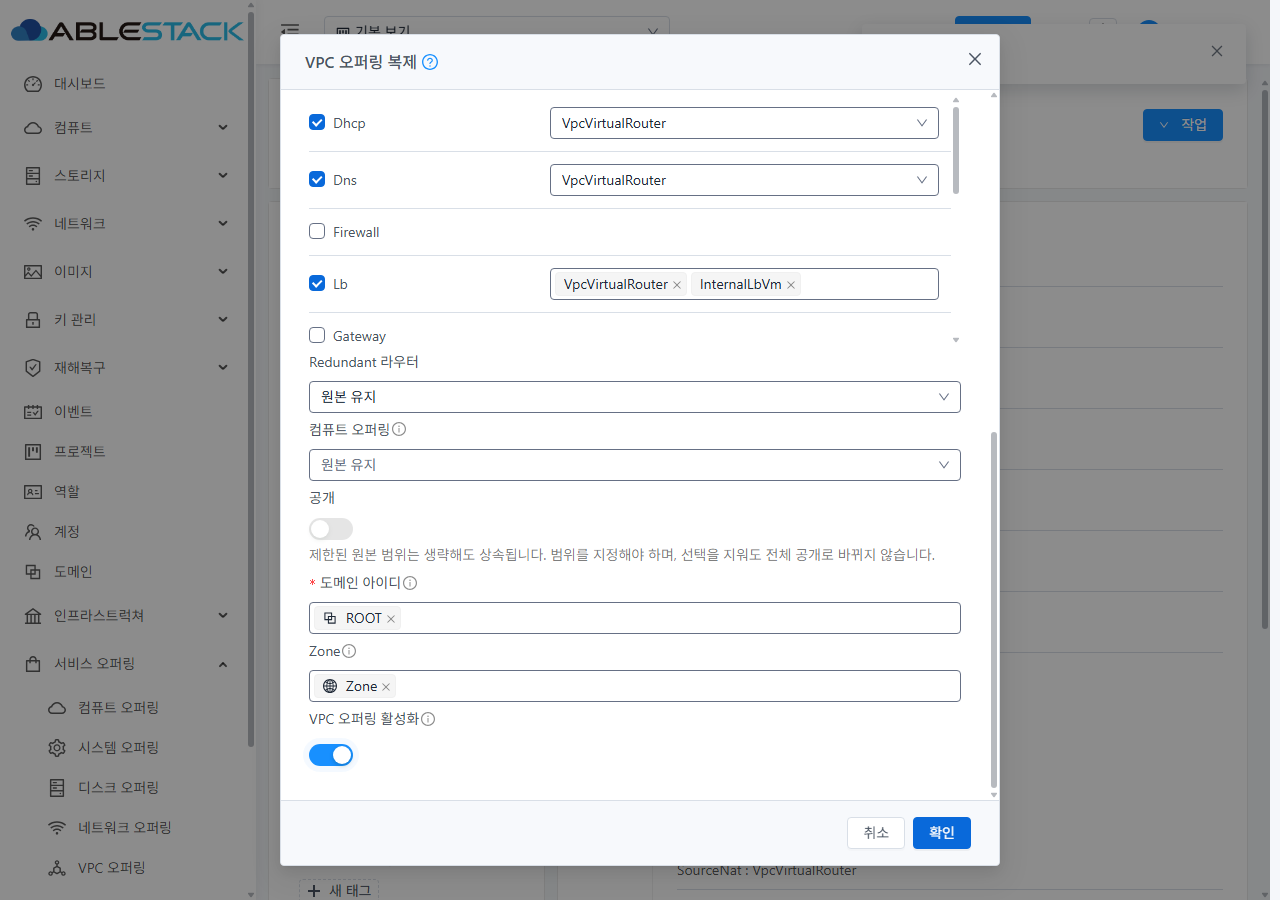 ABLESTACK
기본 보기
대시보드
컴퓨트
스토리지
네트워크
이미지
키 관리
재해복구
이벤트
프로젝트
역할
계정
도메인
인프라스트럭쳐
서비스 오퍼링
컴퓨트 오퍼링
시스템 오퍼링
디스크 오퍼링
네트워크 오퍼링
VPC 오퍼링
작업
VPC 오퍼링 복제
Dhcp
VpcVirtualRouter
Dns
VpcVirtualRouter
Firewall
Lb
VpcVirtualRouter InternalLbVm
Gateway
Redundant 라우터
원본 유지
컴퓨트 오퍼링
원본 유지
공개
제한된 원본 범위는 생략해도 상속됩니다. 범위를 지정해야 하며, 선택을 지워도 전체 공개로 바뀌지 않습니다.
* 도메인 아이디
ROOT
Zone
Zone
VPC 오퍼링 활성화
취소
확인
SourceNat : VpcVirtualRouter
새 태그